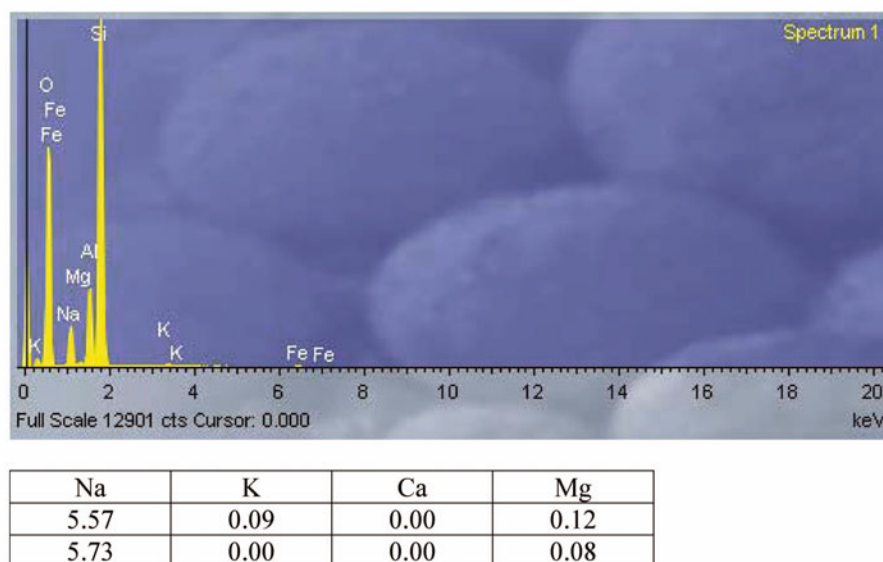 Spectrum 1
Si
O
Fe
Fe
Al
Mg
Na
K
K
K
Fe Fe
0 2 4 6 8 10 12 14 16 18 20
Full Scale 12901 cts Cursor: 0.000 keV
Na K Ca Mg
5.57 0.09 0.00 0.12
5.73 0.00 0.00 0.08